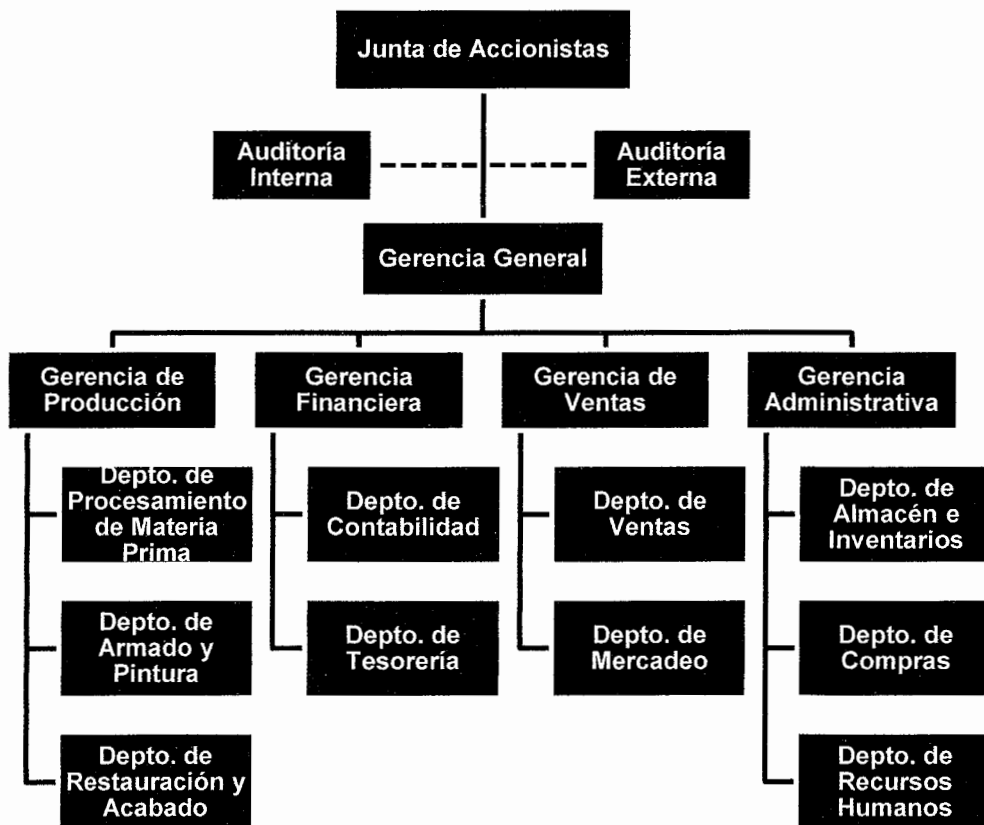 Junta de Accionistas
Auditoría
Interna
Auditoría
Externa
Gerencia General
Gerencia de
Producción
Gerencia
Financiera
Gerencia de
Ventas
Gerencia
Administrativa
Depto. de
Procesamiento
de Materia
Prima
Depto. de
Contabilidad
Depto. de
Ventas
Depto. de
Almacén e
Inventarios
Depto. de
Armado y
Pintura
Depto. de
Tesorería
Depto. de
Mercadeo
Depto. de
Compras
Depto. de
Restauración y
Acabado
Depto. de
Recursos
Humanos